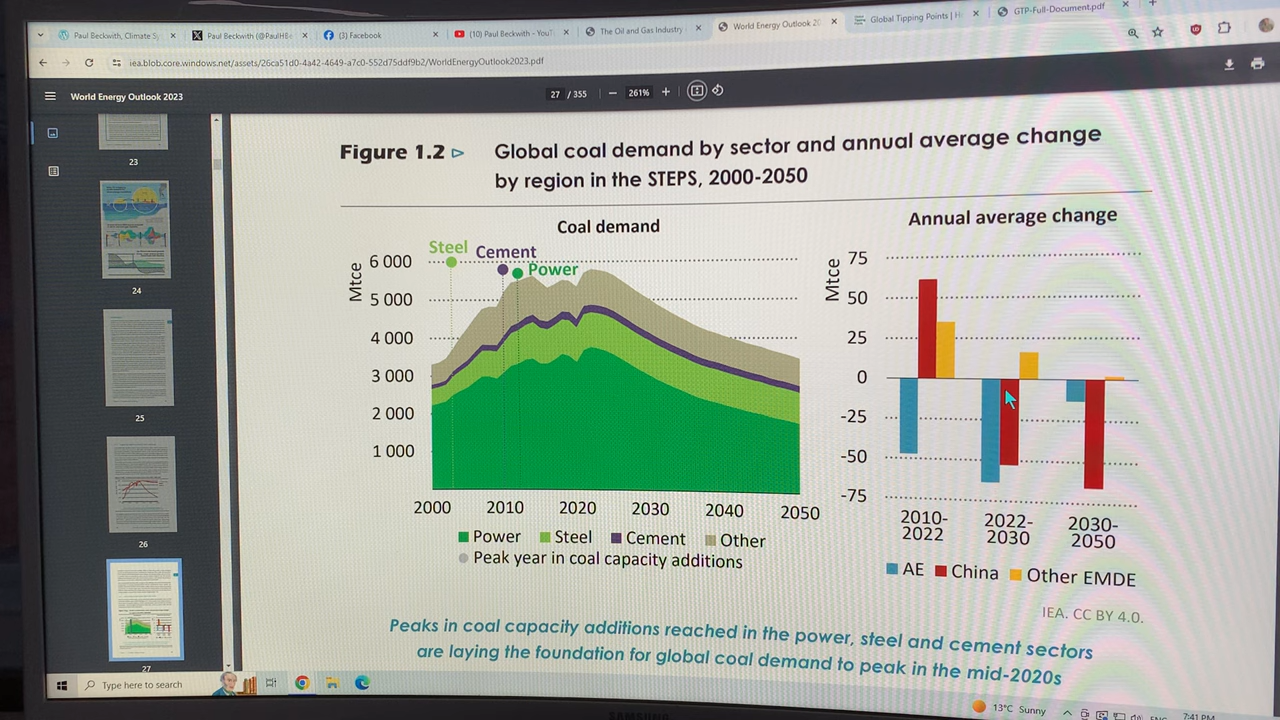 Paul Beckwith, Climate S
Paul Beckwith (@PaulHBe
(3) Facebook
(10) Paul Beckwith - YouT
The Oil and Gas Industry
World Energy Outlook 20
Global Tipping Points | H
GTP-Full-Document.pdf
iea.blob.core.windows.net/assets/26ca51d0-4a42-4649-a7c0-552d75ddf9b2/WorldEnergyOutlook2023.pdf
World Energy Outlook 2023
27 / 355
261%
23
24
25
26
27
Figure 1.2 ▷ Global coal demand by sector and annual average change
by region in the STEPS, 2000-2050
Coal demand
Mtce
6 000
5 000
4 000
3 000
2 000
1 000
Steel
Cement
Power
2000 2010 2020 2030 2040 2050
Power Steel Cement Other
Peak year in coal capacity additions
Annual average change
Mtce
75
50
25
0
-25
-50
-75
2010-
2022
2022-
2030
2030-
2050
AE China Other EMDE
IEA. CC BY 4.0.
Peaks in coal capacity additions reached in the power, steel and cement sectors
are laying the foundation for global coal demand to peak in the mid-2020s
Type here to search
13°C Sunny
7:41 PM
SAMSUNG